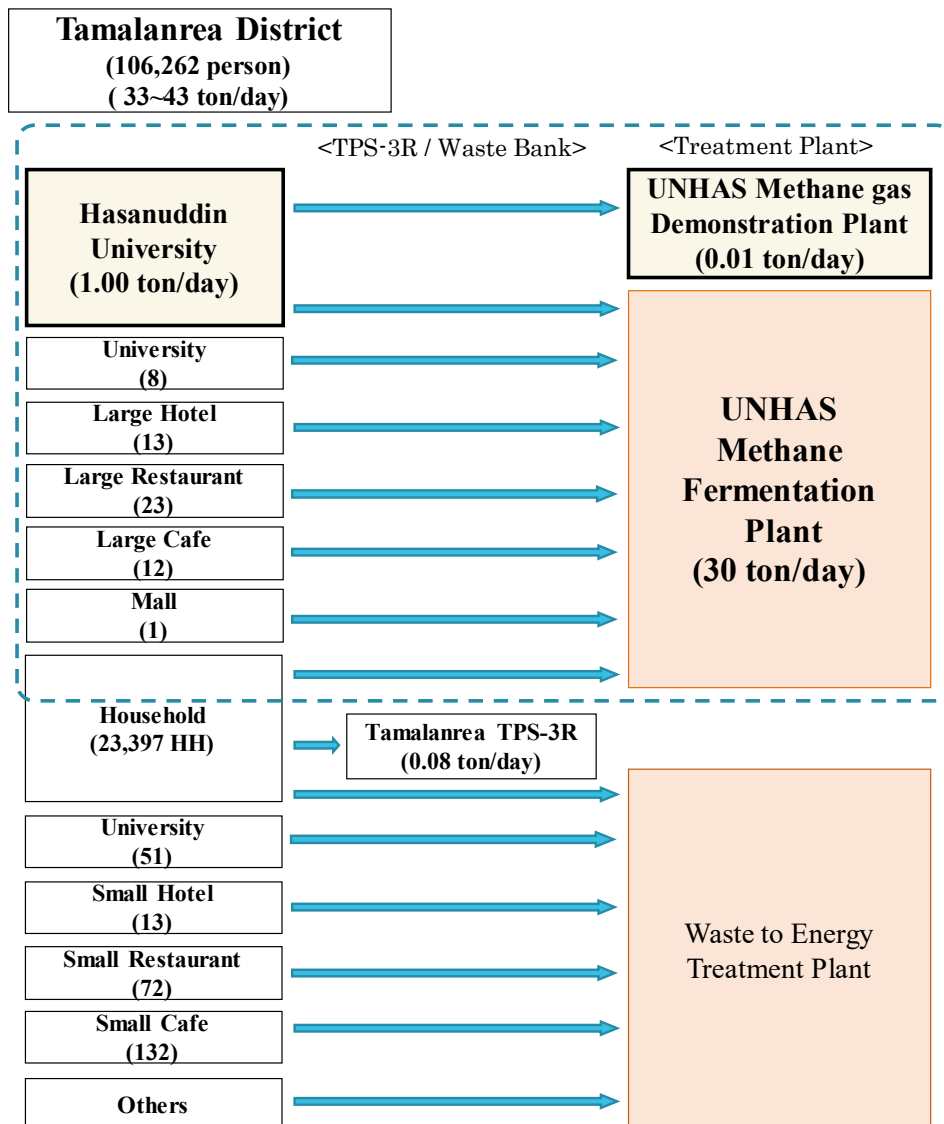 Tamalanrea District
(106,262 person)
( 33~43 ton/day)
<TPS-3R / Waste Bank>
<Treatment Plant>
Hasanuddin
University
(1.00 ton/day)
UNHAS Methane gas
Demonstration Plant
(0.01 ton/day)
University
(8)
Large Hotel
(13)
Large Restaurant
(23)
Large Cafe
(12)
Mall
(1)
UNHAS
Methane
Fermentation
Plant
(30 ton/day)
Household
(23,397 HH)
Tamalanrea TPS-3R
(0.08 ton/day)
University
(51)
Small Hotel
(13)
Small Restaurant
(72)
Small Cafe
(132)
Others
Waste to Energy
Treatment Plant